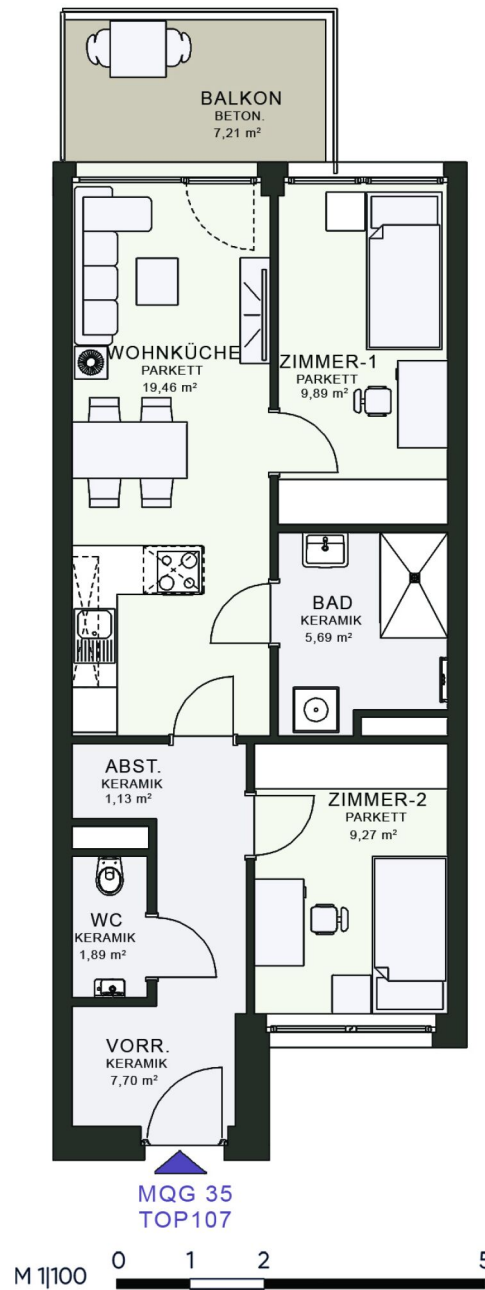 BALKON
BETON.
7,21 m²
WOHNKÜCHE
PARKETT
19,46 m²
ZIMMER-1
PARKETT
9,89 m²
BAD
KERAMIK
5,69 m²
ABST.
KERAMIK
1,13 m²
ZIMMER-2
PARKETT
9,27 m²
WC
KERAMIK
1,89 m²
VORR.
KERAMIK
7,70 m²
MQG 35
TOP107
M 1|100 0 1 2 5